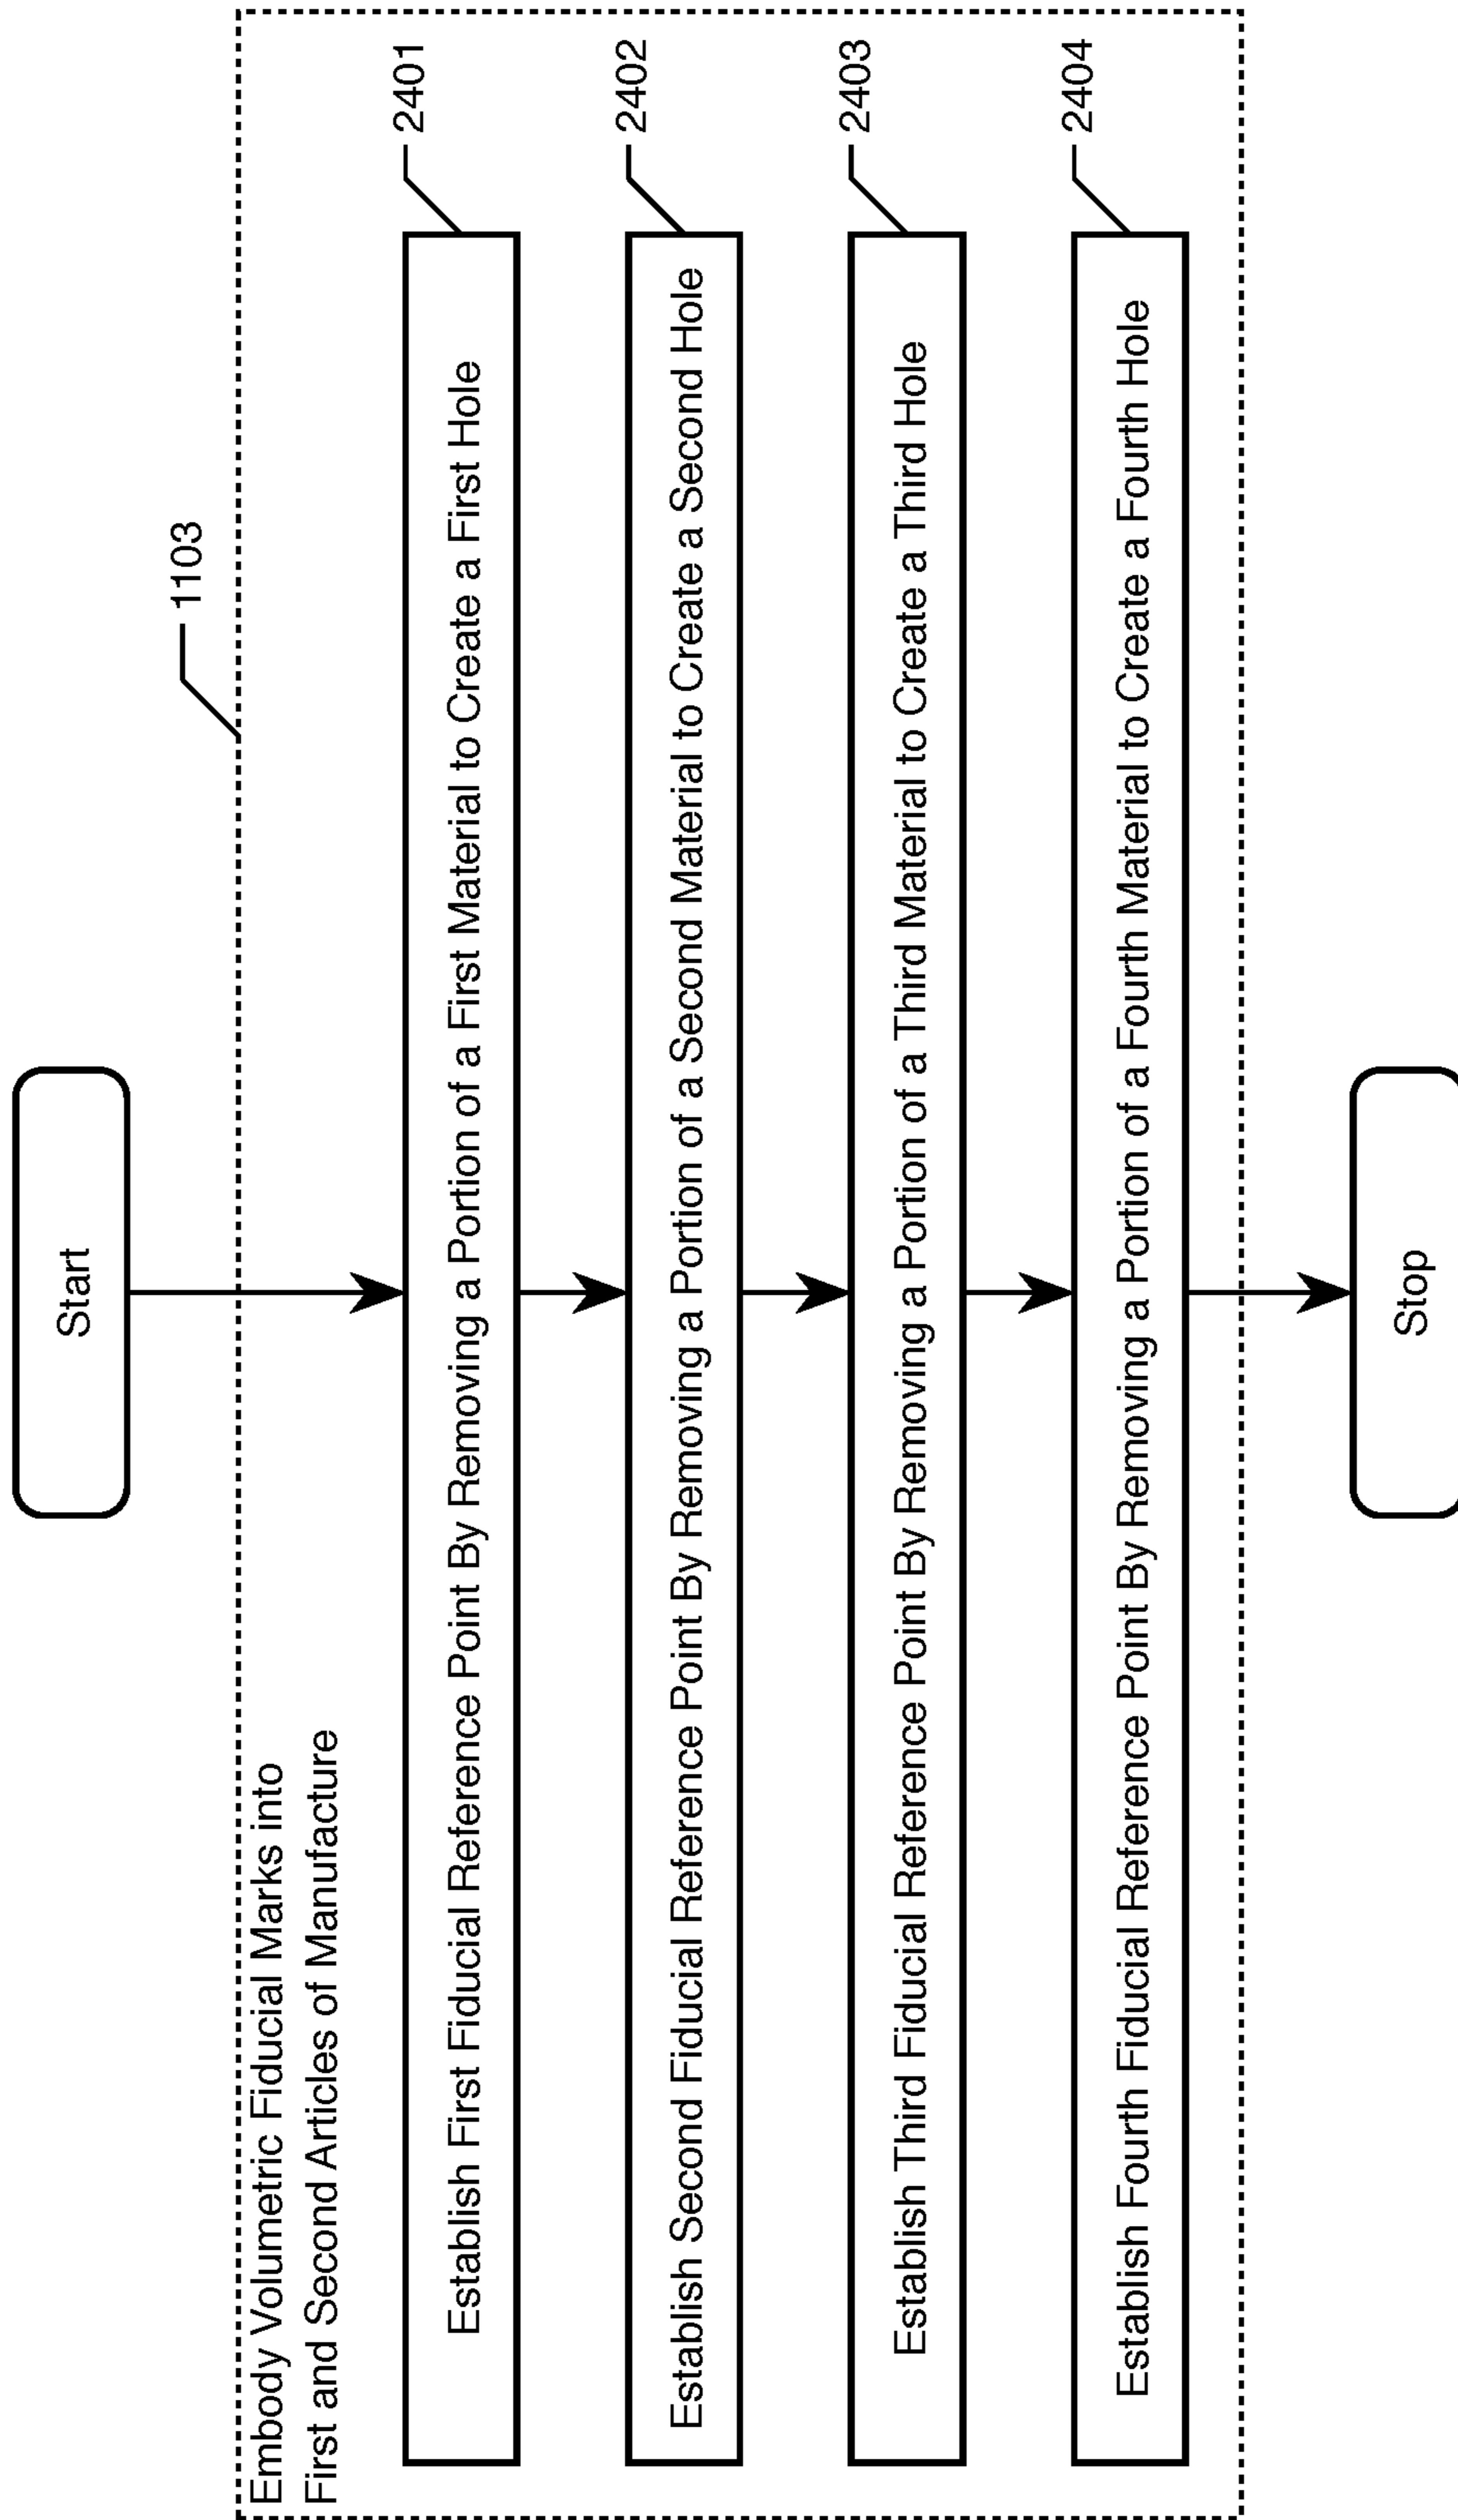 Start
1103
Embody Volumetric Fiducial Marks into
First and Second Articles of Manufacture
2401
Establish First Fiducial Reference Point By Removing a Portion of a First Material to Create a First Hole
2402
Establish Second Fiducial Reference Point By Removing a Portion of a Second Material to Create a Second Hole
2403
Establish Third Fiducial Reference Point By Removing a Portion of a Third Material to Create a Third Hole
2404
Establish Fourth Fiducial Reference Point By Removing a Portion of a Fourth Material to Create a Fourth Hole
Stop